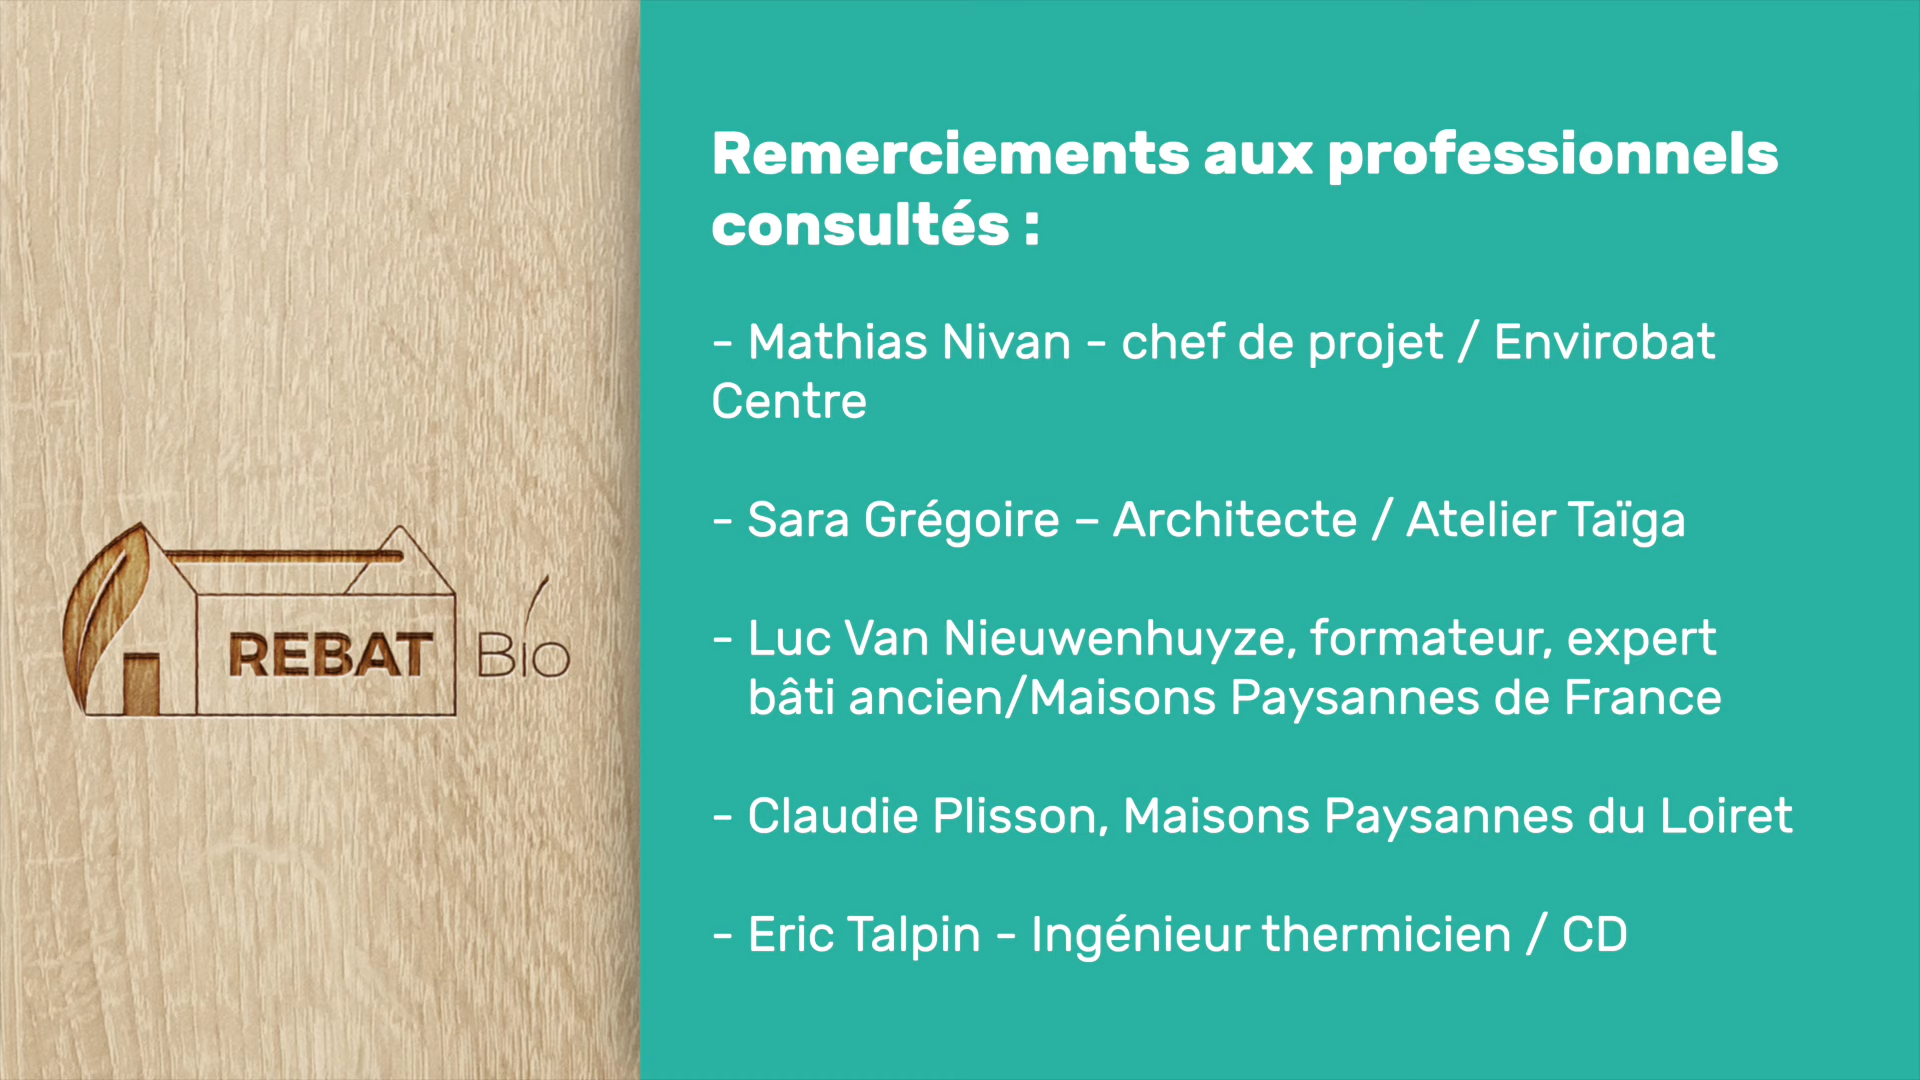 REBAT Bio
Remerciements aux professionnels
consultés :
- Mathias Nivan - chef de projet / Envirobat
Centre
- Sara Grégoire – Architecte / Atelier Taïga
- Luc Van Nieuwenhuyze, formateur, expert
bâti ancien/Maisons Paysannes de France
- Claudie Plisson, Maisons Paysannes du Loiret
- Eric Talpin - Ingénieur thermicien / CD